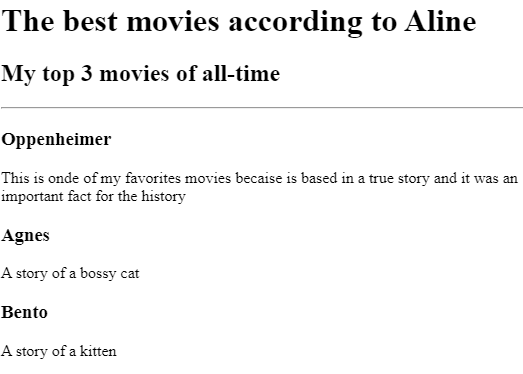 The best movies according to Aline
My top 3 movies of all-time
Oppenheimer
This is onde of my favorites movies becaise is based in a true story and it was an
important fact for the history
Agnes
A story of a bossy cat
Bento
A story of a kitten